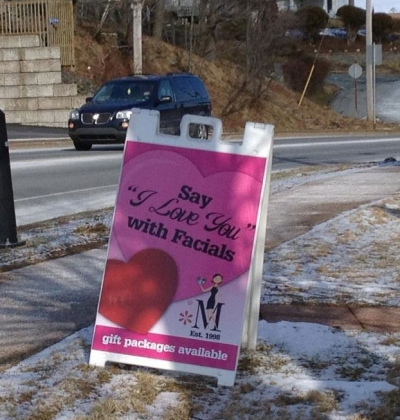 Say
"I Love You"
with Facials
M
Est. 1998
gift packages available